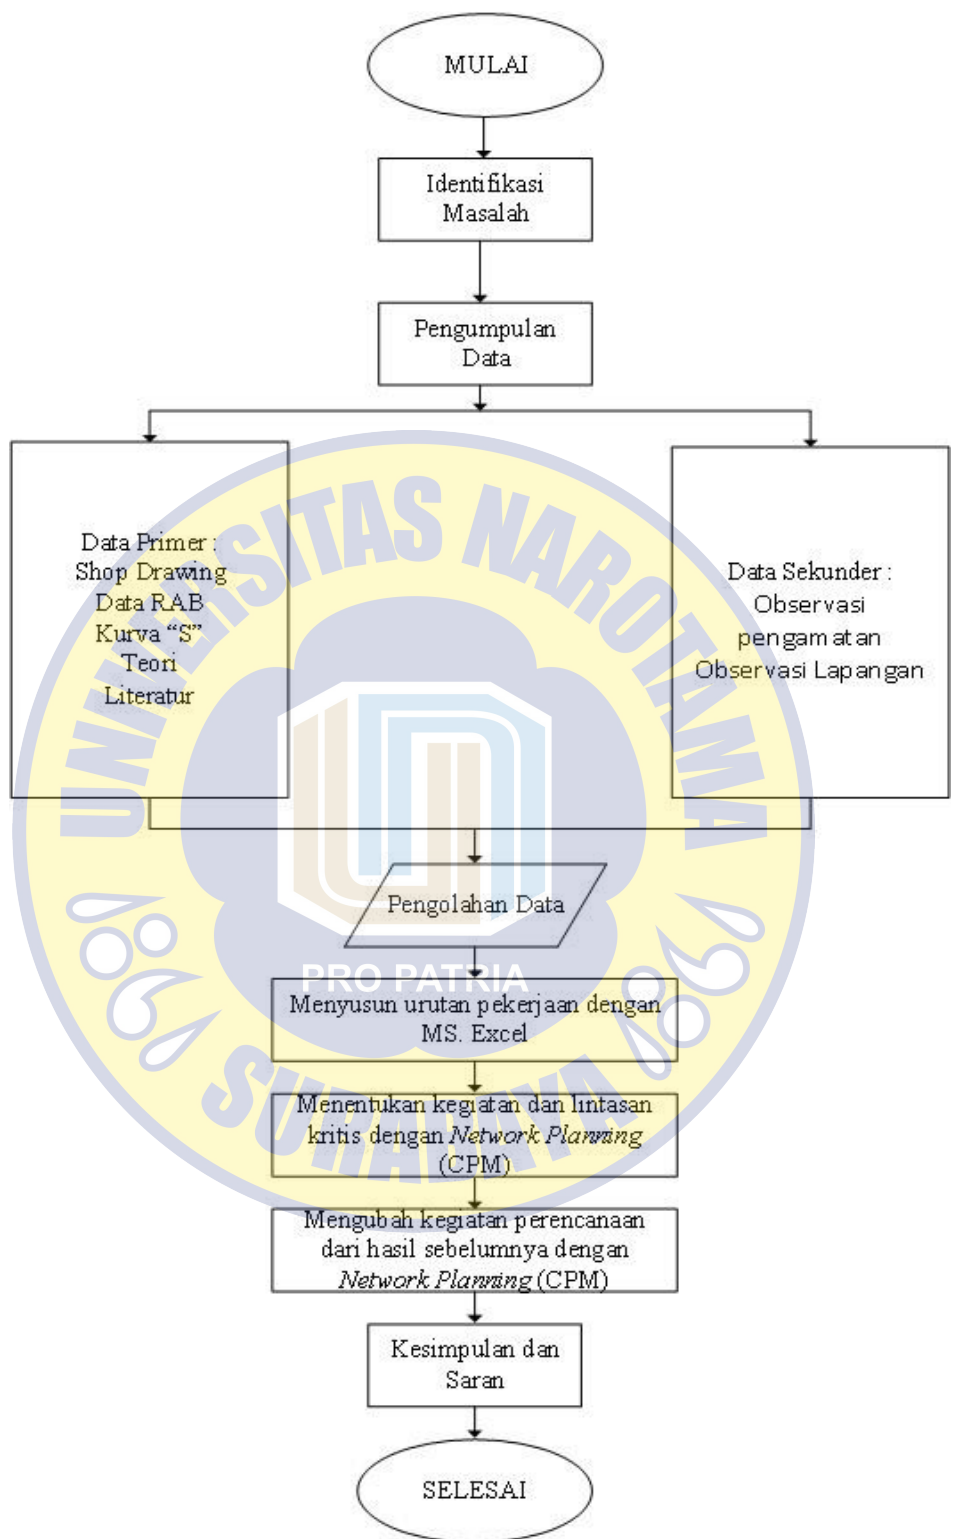 MULAI
Identifikasi
Masalah
Pengumpulan
Data
Data Primer :
Shop Drawing
Data RAB
Kurva “S”
Teori
Literatur
Data Sekunder :
Observasi
pengamatan
Observasi Lapangan
UNIVERSITAS NAROTAMA
PRO PATRIA
SURABAYA
Pengolahan Data
Menyusun urutan pekerjaan dengan
MS. Excel
Menentukan kegiatan dan lintasan
kritis dengan Network Planning
(CPM)
Mengubah kegiatan perencanaan
dari hasil sebelumnya dengan
Network Planning (CPM)
Kesimpulan dan
Saran
SELESAI